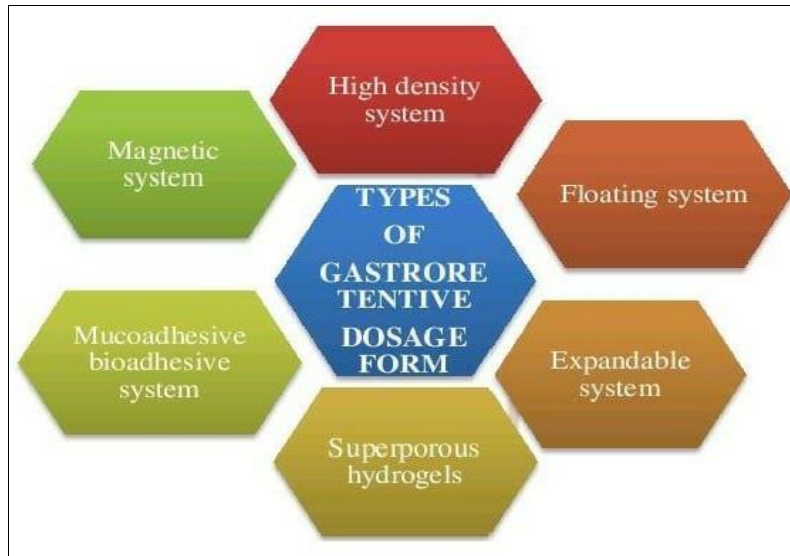 High density
system
Floating system
Expandable
system
Superporous
hydrogels
Mucoadhesive
bioadhesive
system
Magnetic
system
TYPES
OF
GASTRORE
TENTIVE
DOSAGE
FORM